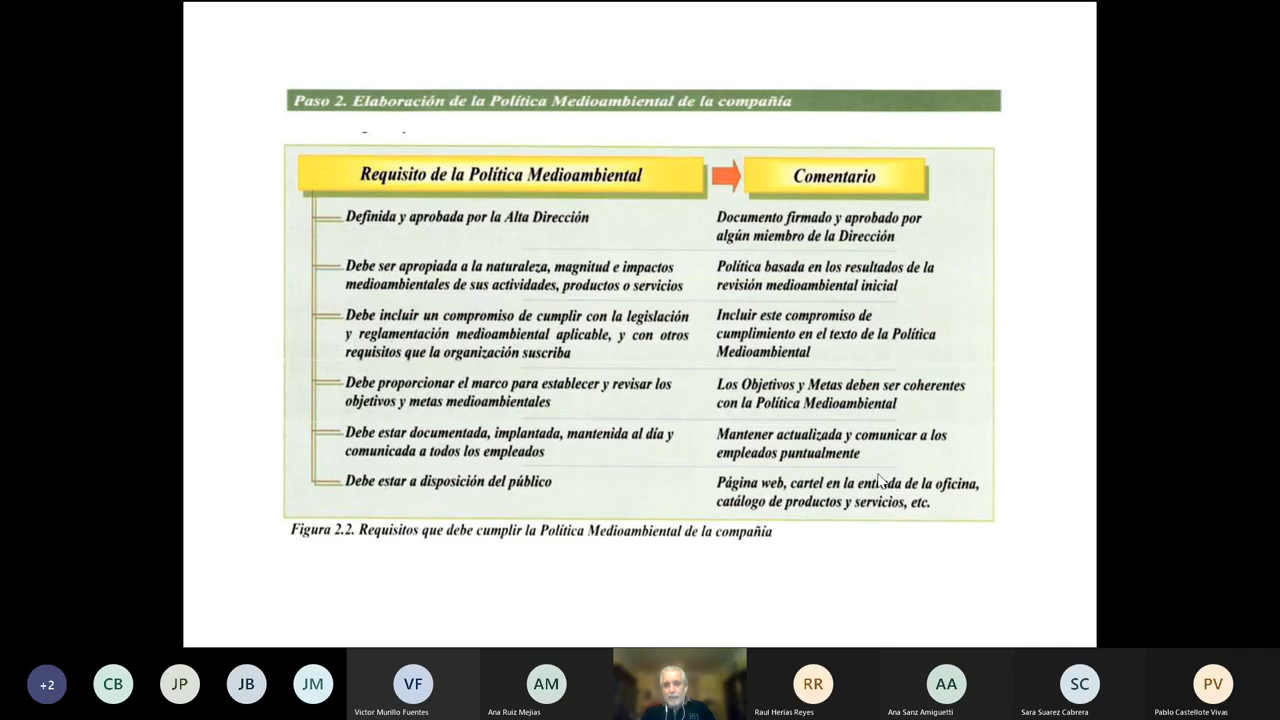 Paso 2. Elaboración de la Política Medioambiental de la compañía
Requisito de la Política Medioambiental
Comentario
Definida y aprobada por la Alta Dirección
Documento firmado y aprobado por
algún miembro de la Dirección
Debe ser apropiada a la naturaleza, magnitud e impactos
medioambientales de sus actividades, productos o servicios
Política basada en los resultados de la
revisión medioambiental inicial
Debe incluir un compromiso de cumplir con la legislación
y reglamentación medioambiental aplicable, y con otros
requisitos que la organización suscriba
Incluir este compromiso de
cumplimiento en el texto de la Política
Medioambiental
Debe proporcionar el marco para establecer y revisar los
objetivos y metas medioambientales
Los Objetivos y Metas deben ser coherentes
con la Política Medioambiental
Debe estar documentada, implantada, mantenida al día y
comunicada a todos los empleados
Mantener actualizada y comunicar a los
empleados puntualmente
Debe estar a disposición del público
Página web, cartel en la entrada de la oficina,
catálogo de productos y servicios, etc.
Figura 2.2. Requisitos que debe cumplir la Política Medioambiental de la compañía
+2
CB
JP
JB
JM
VF
AM
RR
AA
SC
PV
Victor Murillo Fuentes
Ana Ruiz Mejias
Raul Herias Reyes
Ana Sanz Amiguetti
Sara Suarez Cabrera
Pablo Castellote Vivas